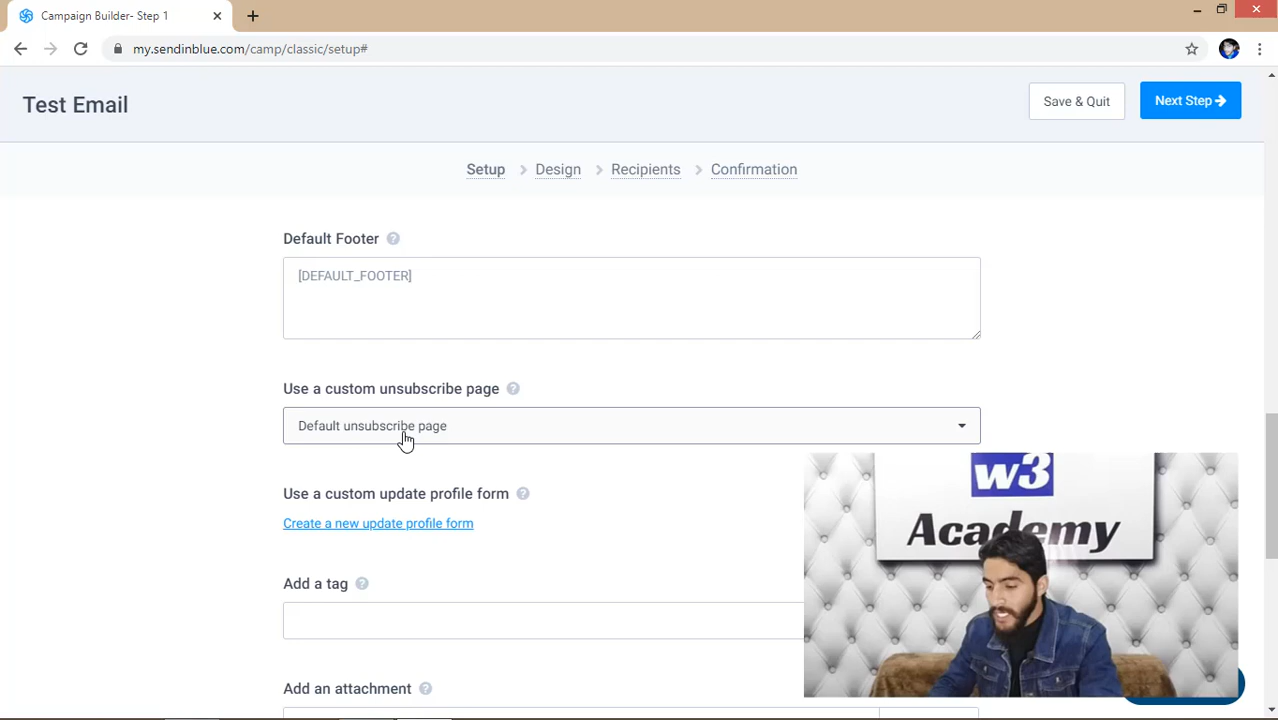 Campaign Builder- Step 1
my.sendinblue.com/camp/classic/setup#
Test Email
Save & Quit
Next Step
Setup
Design
Recipients
Confirmation
Default Footer
[DEFAULT_FOOTER]
Use a custom unsubscribe page
Default unsubscribe page
Use a custom update profile form
Create a new update profile form
Add a tag
Add an attachment
w3
Academy